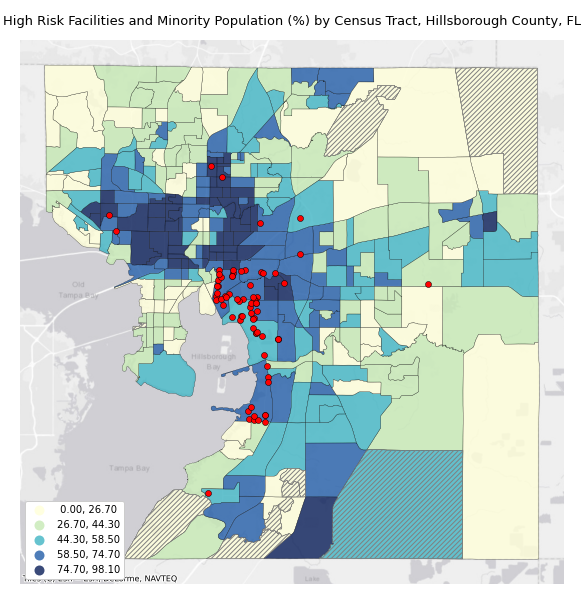 High Risk Facilities and Minority Population (%) by Census Tract, Hillsborough County, FL
Old
Tampa Bay
Hillsborough
Bay
Tampa Bay
0.00, 26.70
26.70, 44.30
44.30, 58.50
58.50, 74.70
74.70, 98.10
NAVTEQ
Lake